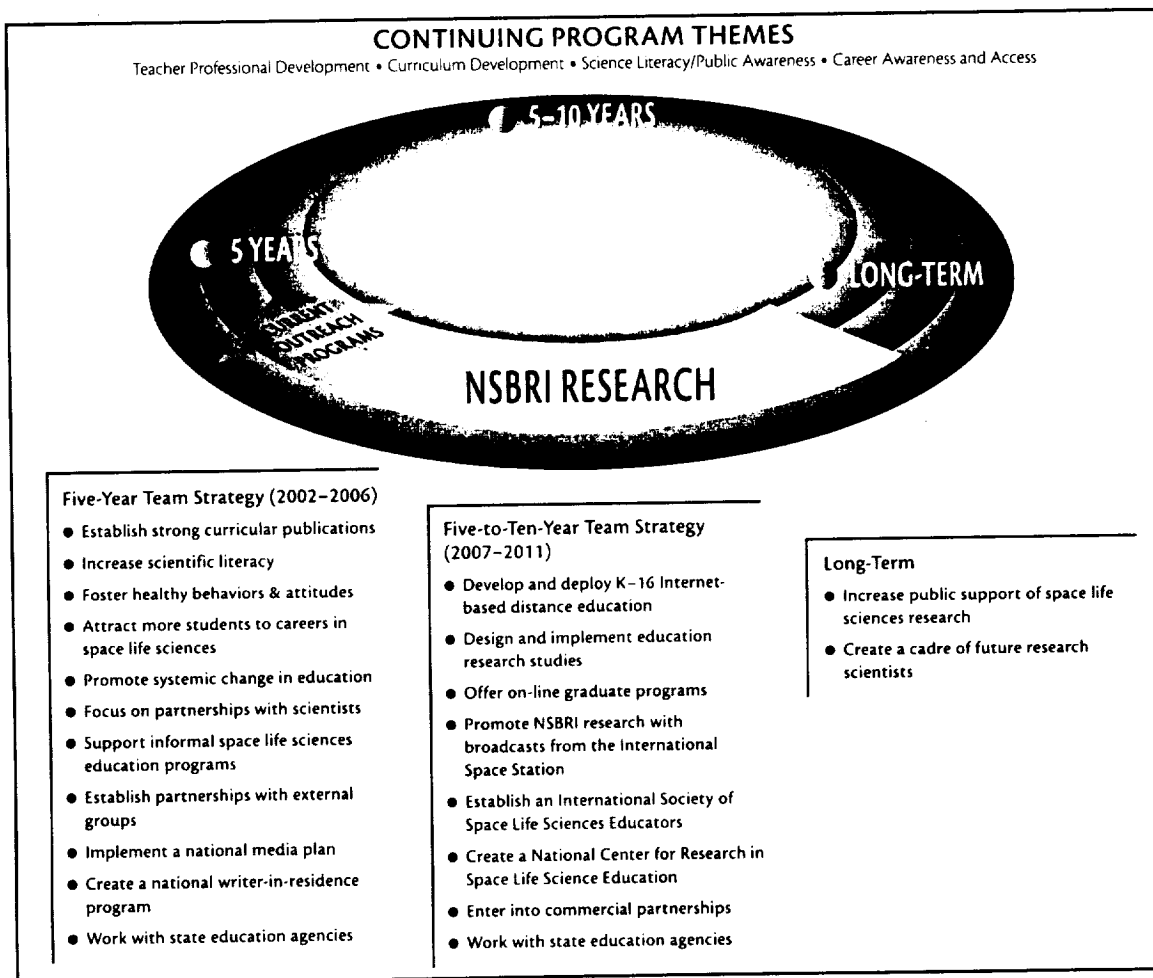 CONTINUING PROGRAM THEMES
Teacher Professional Development • Curriculum Development • Science Literacy/Public Awareness • Career Awareness and Access
5–10 YEARS
5 YEARS
LONG-TERM
CURRENT
OUTREACH
PROGRAMS
NSBRI RESEARCH
Five-Year Team Strategy (2002–2006)
● Establish strong curricular publications
● Increase scientific literacy
● Foster healthy behaviors & attitudes
● Attract more students to careers in
space life sciences
● Promote systemic change in education
● Focus on partnerships with scientists
● Support informal space life sciences
education programs
● Establish partnerships with external
groups
● Implement a national media plan
● Create a national writer-in-residence
program
● Work with state education agencies
Five-to-Ten-Year Team Strategy
(2007–2011)
● Develop and deploy K–16 Internet-
based distance education
● Design and implement education
research studies
● Offer on-line graduate programs
● Promote NSBRI research with
broadcasts from the International
Space Station
● Establish an International Society of
Space Life Sciences Educators
● Create a National Center for Research in
Space Life Science Education
● Enter into commercial partnerships
● Work with state education agencies
Long-Term
● Increase public support of space life
sciences research
● Create a cadre of future research
scientists